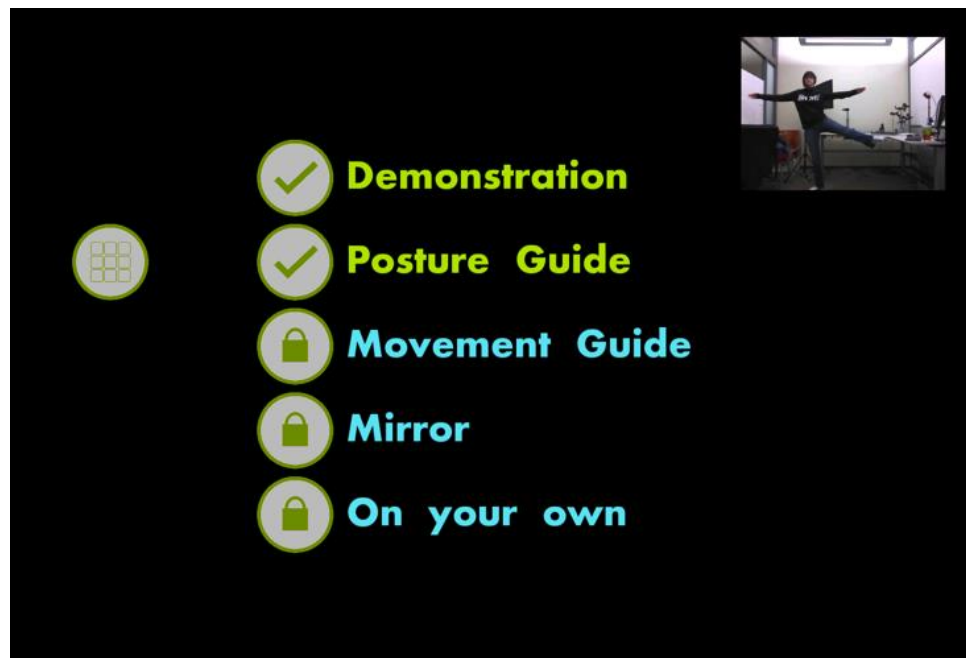 Demonstration
Posture Guide
Movement Guide
Mirror
On your own